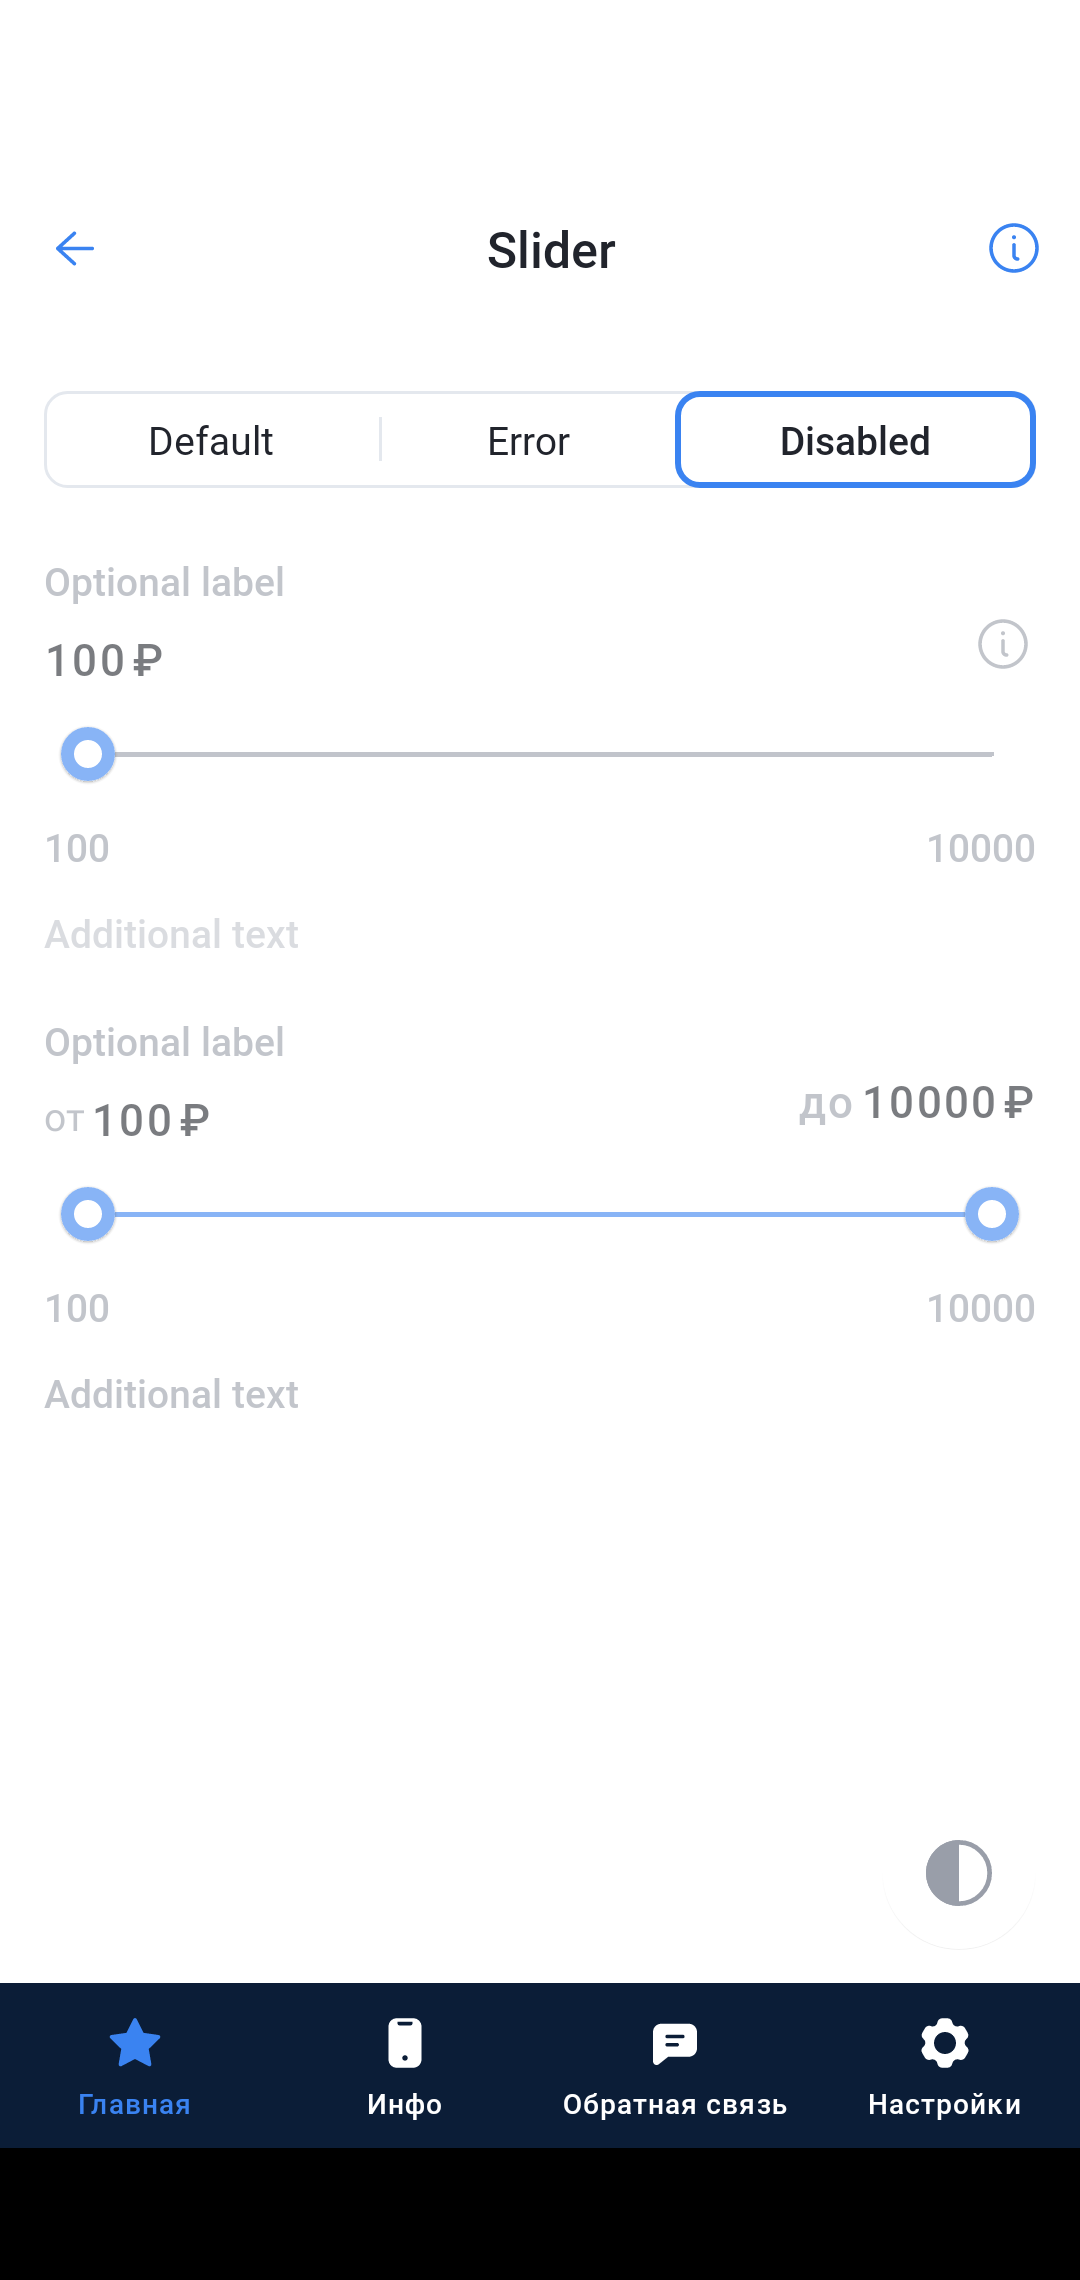 Slider
Default Error Disabled
Optional label
100 ₽
100 10000
Additional text
Optional label
от 100 ₽ до 10000 ₽
100 10000
Additional text
Главная Инфо Обратная связь Настройки